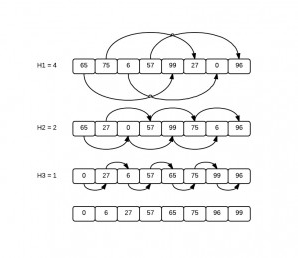 H1 = 4 65 75 6 57 99 27 0 96
H2 = 2 65 27 0 57 99 75 6 96
H3 = 1 0 27 6 57 65 75 99 96
0 6 27 57 65 75 96 99